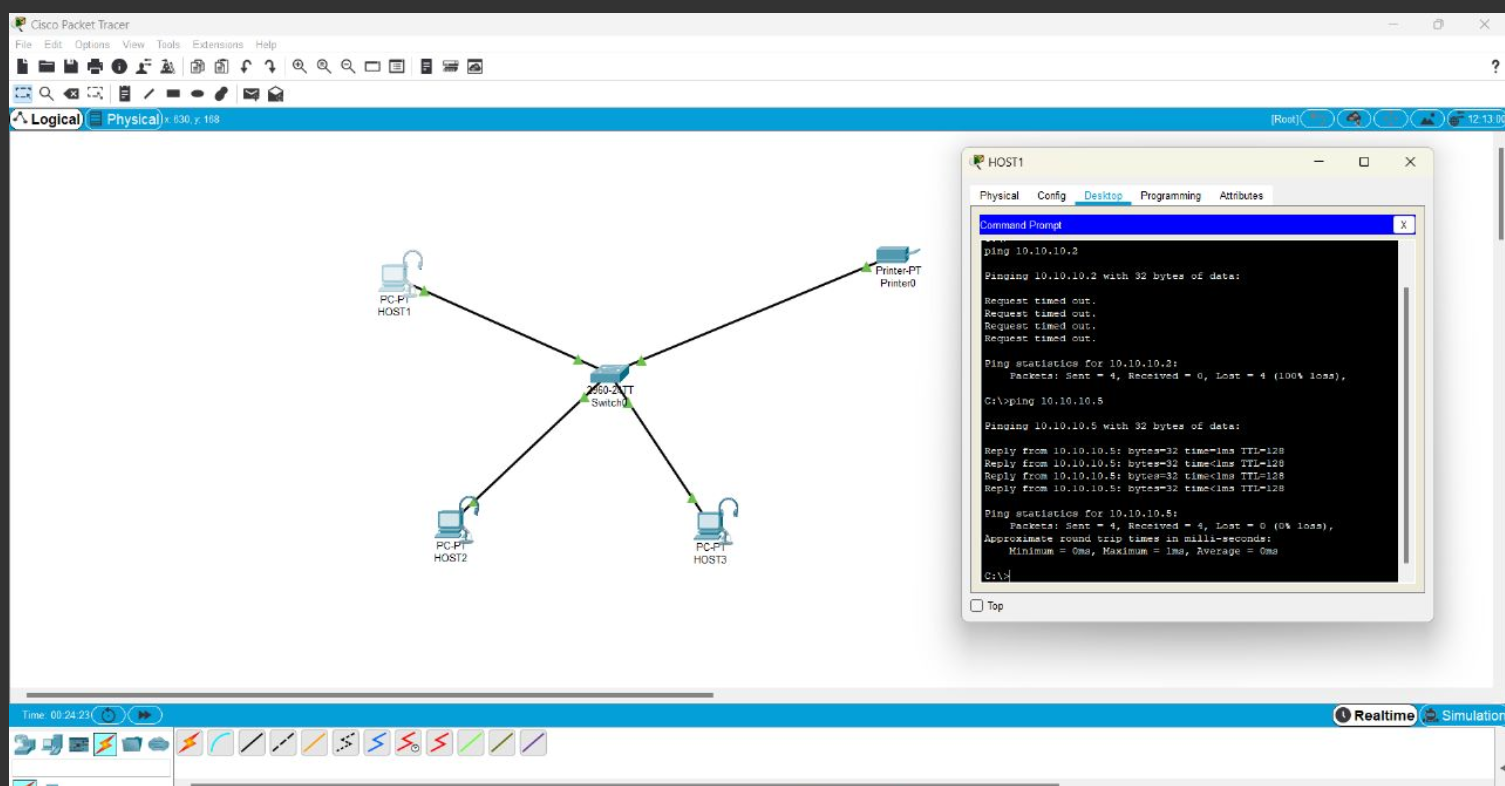 Cisco Packet Tracer
File Edit Options View Tools Extensions Help
?
Logical Physical x: 630, y: 168
[Root] 12:13:00
HOST1
Physical Config Desktop Programming Attributes
Command Prompt X
ping 10.10.10.2
Pinging 10.10.10.2 with 32 bytes of data:
Request timed out.
Request timed out.
Request timed out.
Request timed out.
Ping statistics for 10.10.10.2:
Packets: Sent = 4, Received = 0, Lost = 4 (100% loss),
C:\>ping 10.10.10.5
Pinging 10.10.10.5 with 32 bytes of data:
Reply from 10.10.10.5: bytes=32 time=1ms TTL=128
Reply from 10.10.10.5: bytes=32 time<1ms TTL=128
Reply from 10.10.10.5: bytes=32 time<1ms TTL=128
Reply from 10.10.10.5: bytes=32 time<1ms TTL=128
Ping statistics for 10.10.10.5:
Packets: Sent = 4, Received = 4, Lost = 0 (0% loss),
Approximate round trip times in milli-seconds:
Minimum = 0ms, Maximum = 1ms, Average = 0ms
C:\>
Top
PC-PT
HOST1
Printer-PT
Printer0
2960-24TT
Switch0
PC-PT
HOST2
PC-PT
HOST3
Time: 00:24:23
Realtime Simulation